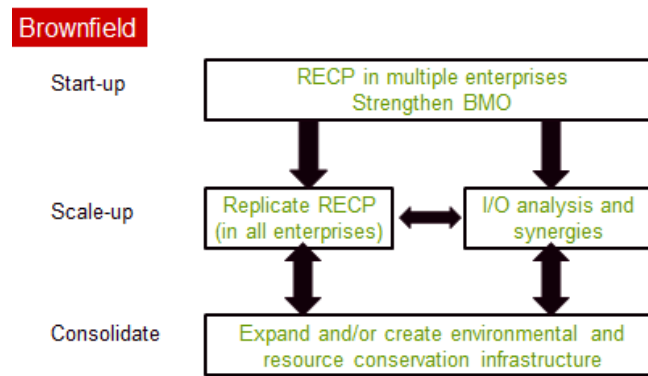 Brownfield
Start-up
RECP in multiple enterprises
Strengthen BMO
Scale-up
Replicate RECP
(in all enterprises)
I/O analysis and
synergies
Consolidate
Expand and/or create environmental and
resource conservation infrastructure